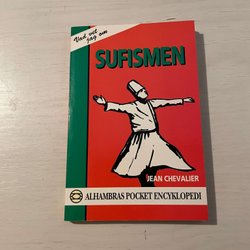 Vad vet
jag om
SUFISMEN
JEAN CHEVALIER
ALHAMBRAS POCKET ENCYKLOPEDI